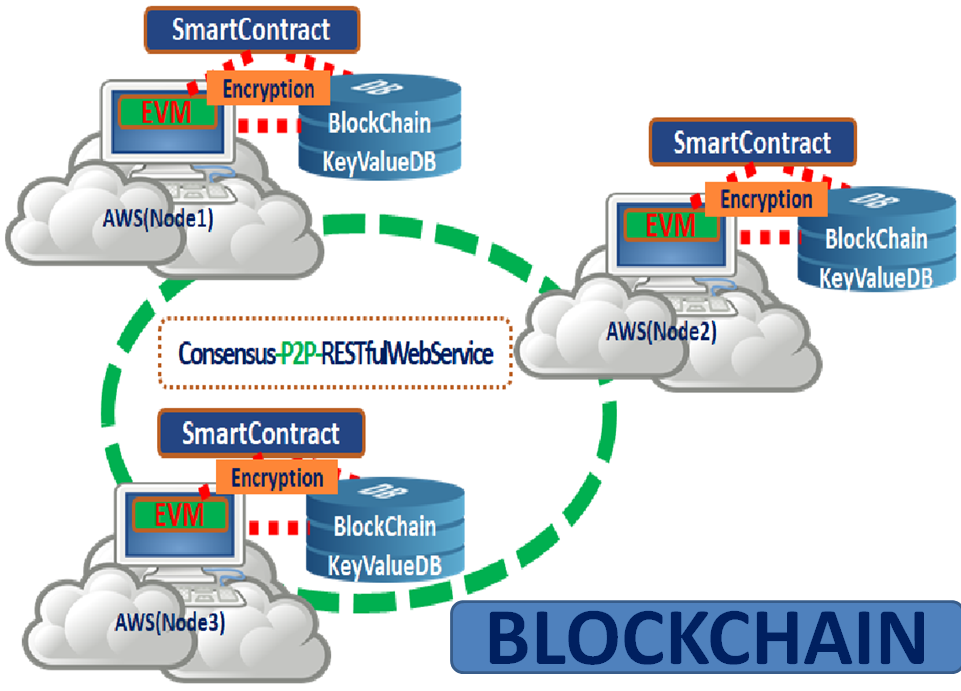 SmartContract
Encryption
EVM
DB
BlockChain
KeyValueDB
AWS(Node1)
SmartContract
Encryption
EVM
DB
BlockChain
KeyValueDB
AWS(Node2)
Consensus-P2P-RESTfulWebService
SmartContract
Encryption
EVM
DB
BlockChain
KeyValueDB
AWS(Node3)
BLOCKCHAIN